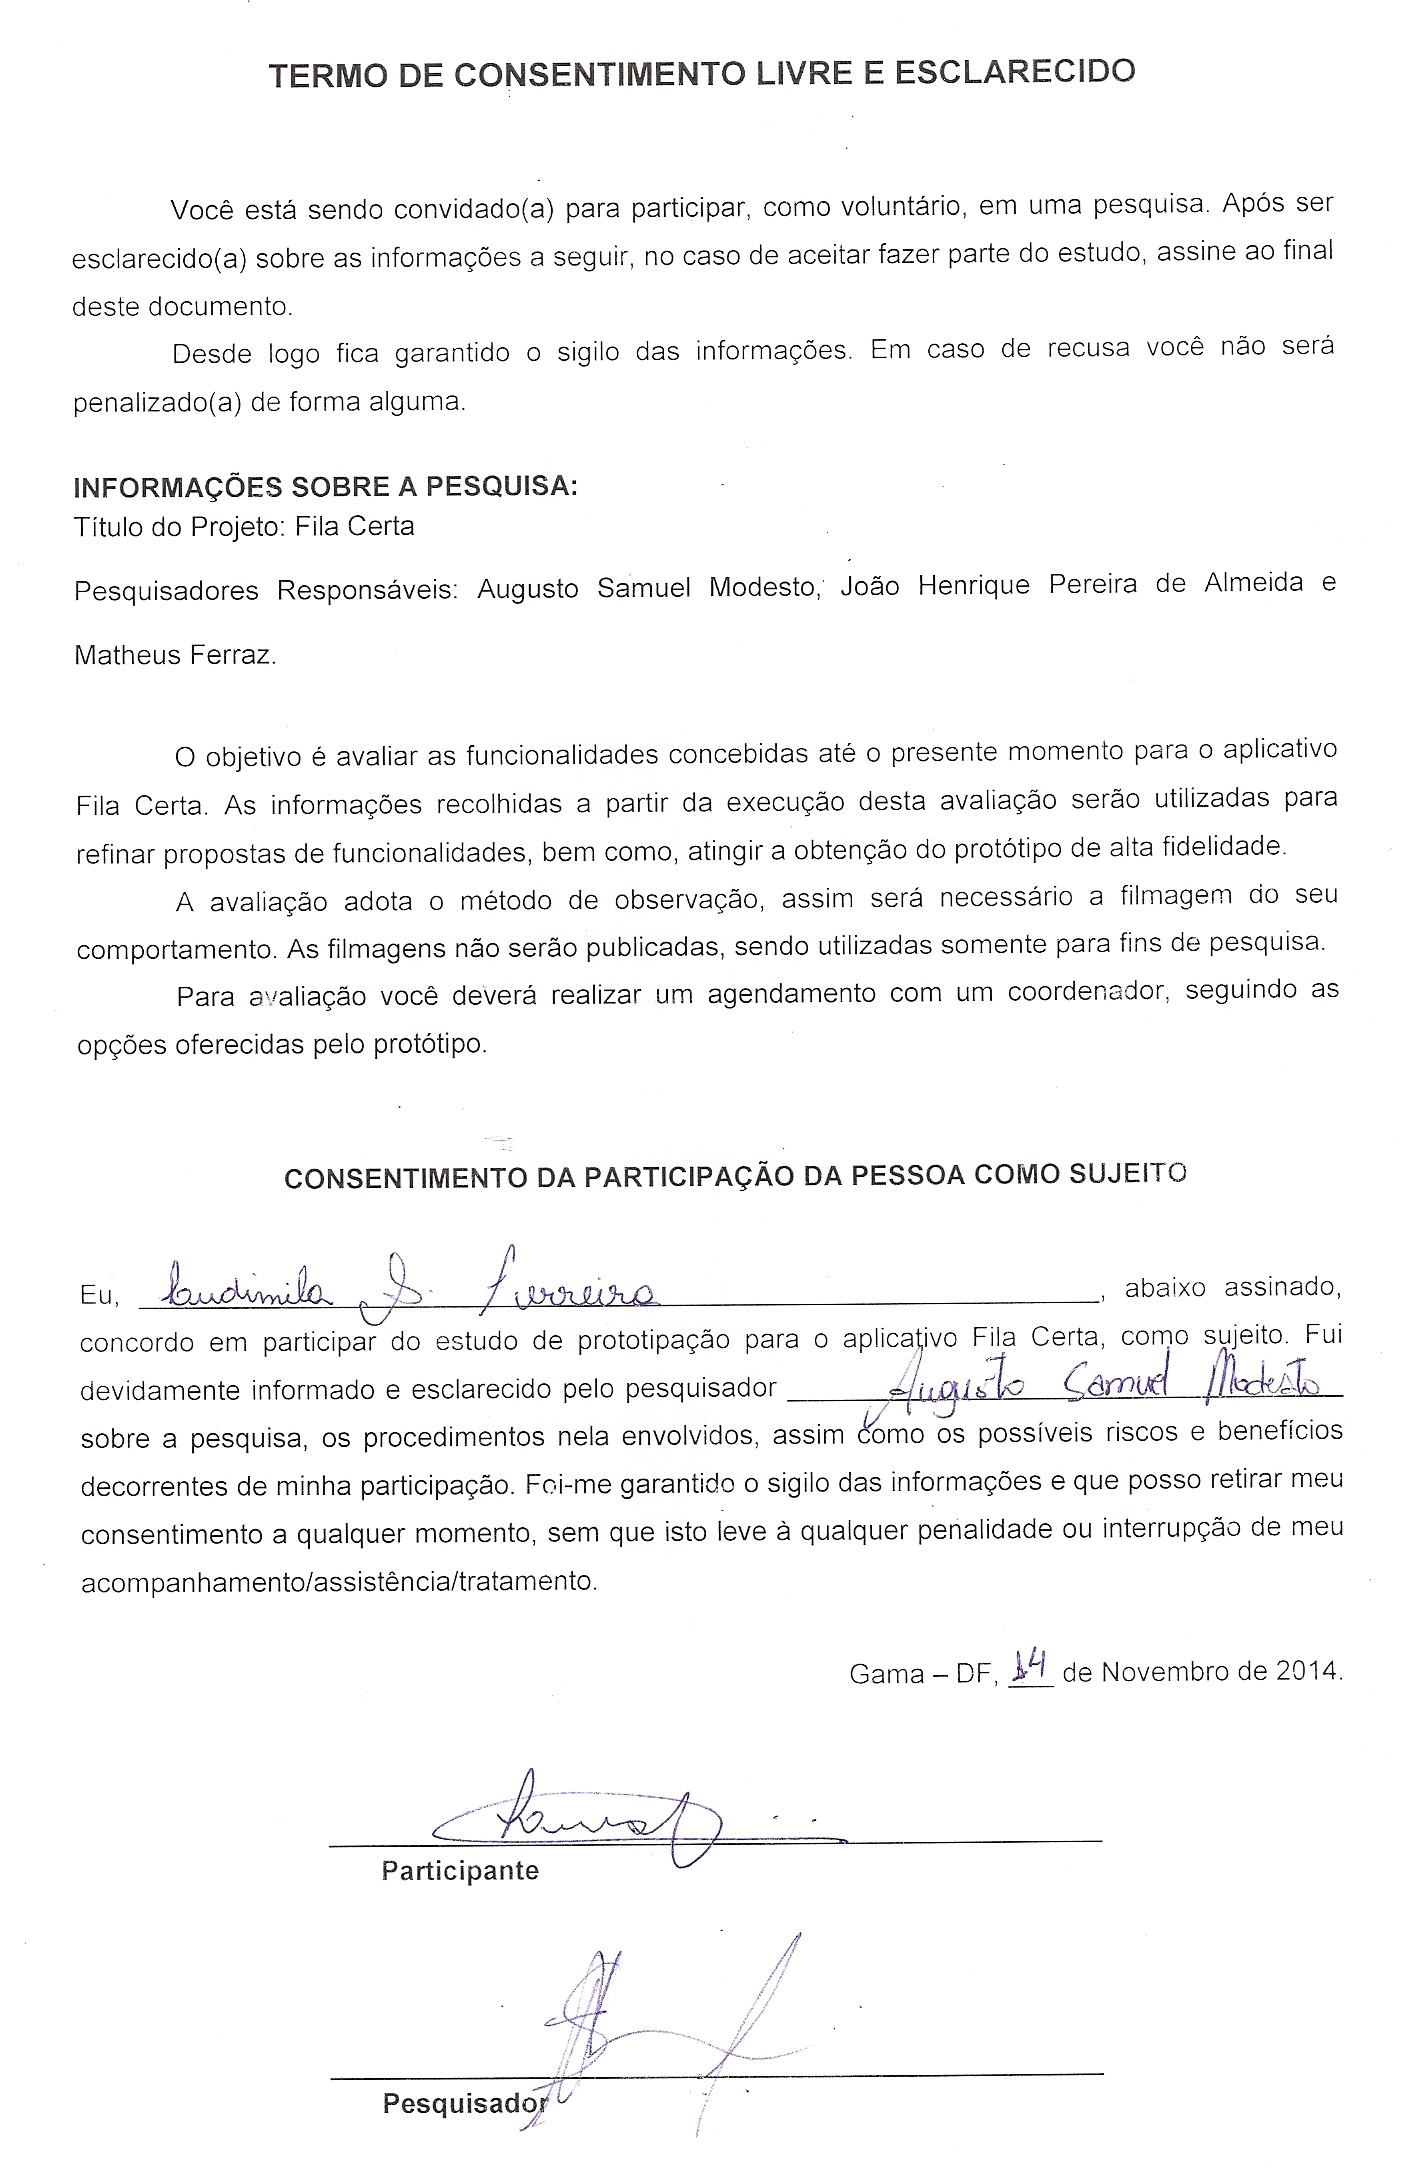 TERMO DE CONSENTIMENTO LIVRE E ESCLARECIDO
Você está sendo convidado(a) para participar, como voluntário, em uma pesquisa. Após ser
esclarecido(a) sobre as informações a seguir, no caso de aceitar fazer parte do estudo, assine ao final
deste documento.
Desde logo fica garantido o sigilo das informações. Em caso de recusa você não será
penalizado(a) de forma alguma.
INFORMAÇÕES SOBRE A PESQUISA:
Título do Projeto: Fila Certa
Pesquisadores Responsáveis: Augusto Samuel Modesto, João Henrique Pereira de Almeida e
Matheus Ferraz.
O objetivo é avaliar as funcionalidades concebidas até o presente momento para o aplicativo
Fila Certa. As informações recolhidas a partir da execução desta avaliação serão utilizadas para
refinar propostas de funcionalidades, bem como, atingir a obtenção do protótipo de alta fidelidade.
A avaliação adota o método de observação, assim será necessário a filmagem do seu
comportamento. As filmagens não serão publicadas, sendo utilizadas somente para fins de pesquisa.
Para avaliação você deverá realizar um agendamento com um coordenador, seguindo as
opções oferecidas pelo protótipo.
CONSENTIMENTO DA PARTICIPAÇÃO DA PESSOA COMO SUJEITO
Eu, S. Ferreira, abaixo assinado,
concordo em participar do estudo de prototipação para o aplicativo Fila Certa, como sujeito. Fui
devidamente informado e esclarecido pelo pesquisador Augusto Samuel Modesto
sobre a pesquisa, os procedimentos nela envolvidos, assim como os possíveis riscos e benefícios
decorrentes de minha participação. Foi-me garantido o sigilo das informações e que posso retirar meu
consentimento a qualquer momento, sem que isto leve à qualquer penalidade ou interrupção de meu
acompanhamento/assistência/tratamento.
Gama – DF, 14 de Novembro de 2014.
Participante
Pesquisador